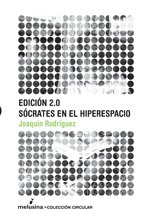 EDICIÓN 2.0
SÓCRATES EN EL HIPERESPACIO
Joaquín Rodríguez
melusina
COLECCIÓN CIRCULAR